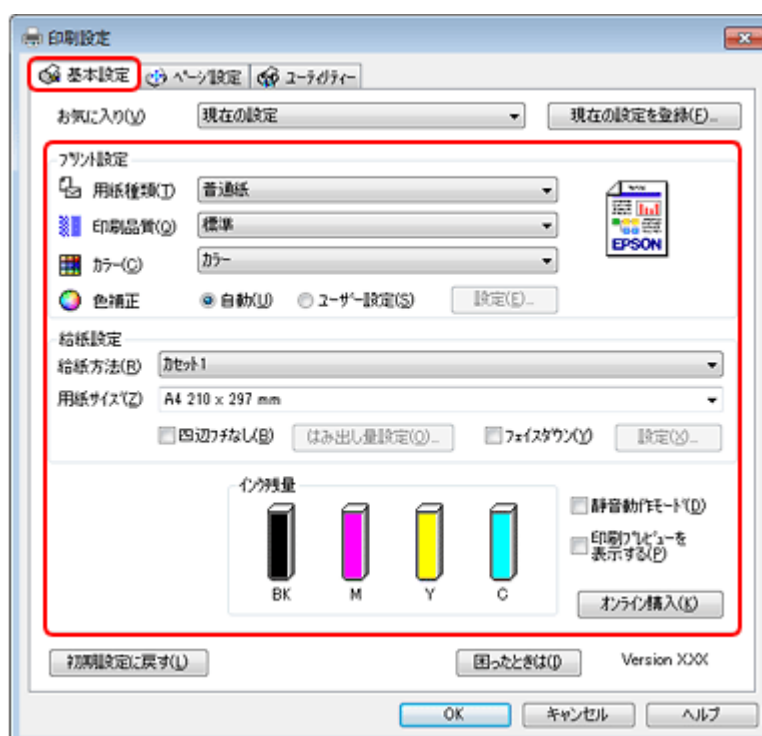 印刷設定
基本設定 ページ設定 ユーティリティー
お気に入り(V) 現在の設定 現在の設定を登録(F)...
プリント設定
用紙種類(T) 普通紙
印刷品質(Q) 標準
カラー(C) カラー
EPSON
色補正 自動(U) ユーザー設定(S) 設定(E)...
給紙設定
給紙方法(R) カセット1
用紙サイズ(Z) A4 210 x 297 mm
四辺フチなし(B) はみ出し量設定(O)... フェイスダウン(Y) 設定(X)...
インク残量
BK M Y C
静音動作モード(D)
印刷プレビューを
表示する(P)
オンライン購入(K)
初期設定に戻す(L) 困ったときは(I) Version X.XX
OK キャンセル ヘルプ